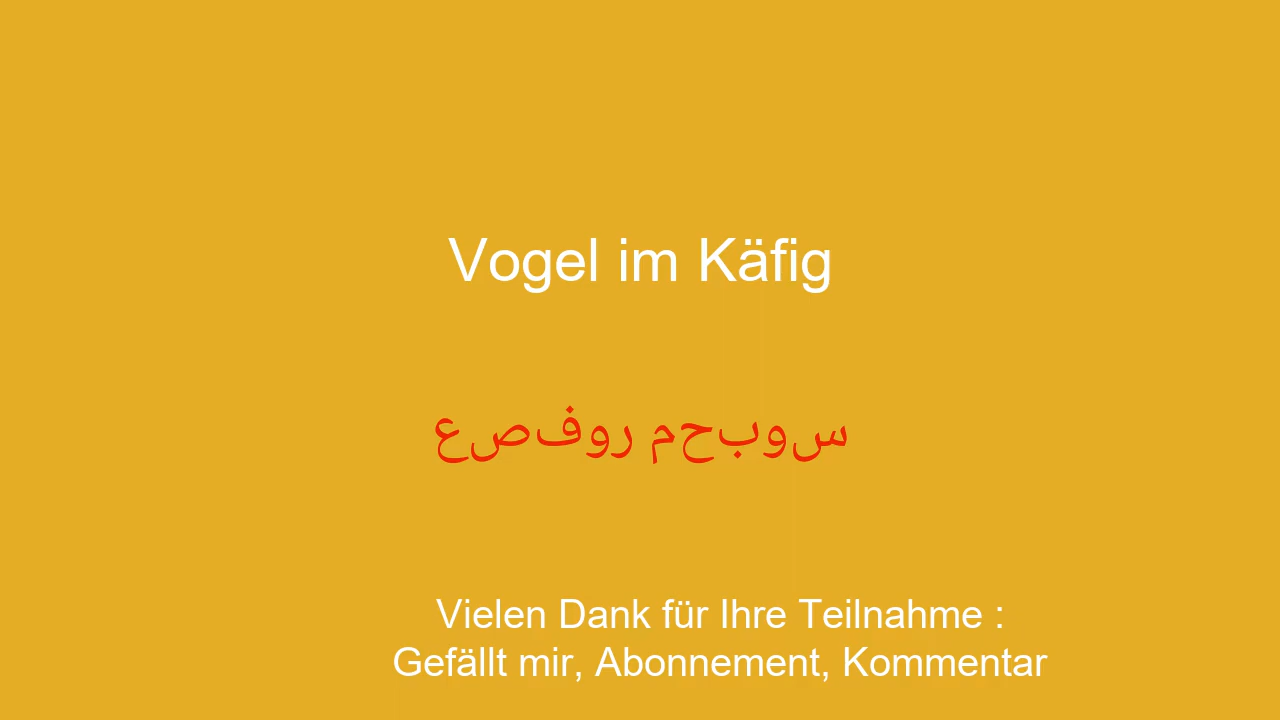 Vogel im Käfig
عصفور محبوس
Vielen Dank für Ihre Teilnahme :
Gefällt mir, Abonnement, Kommentar